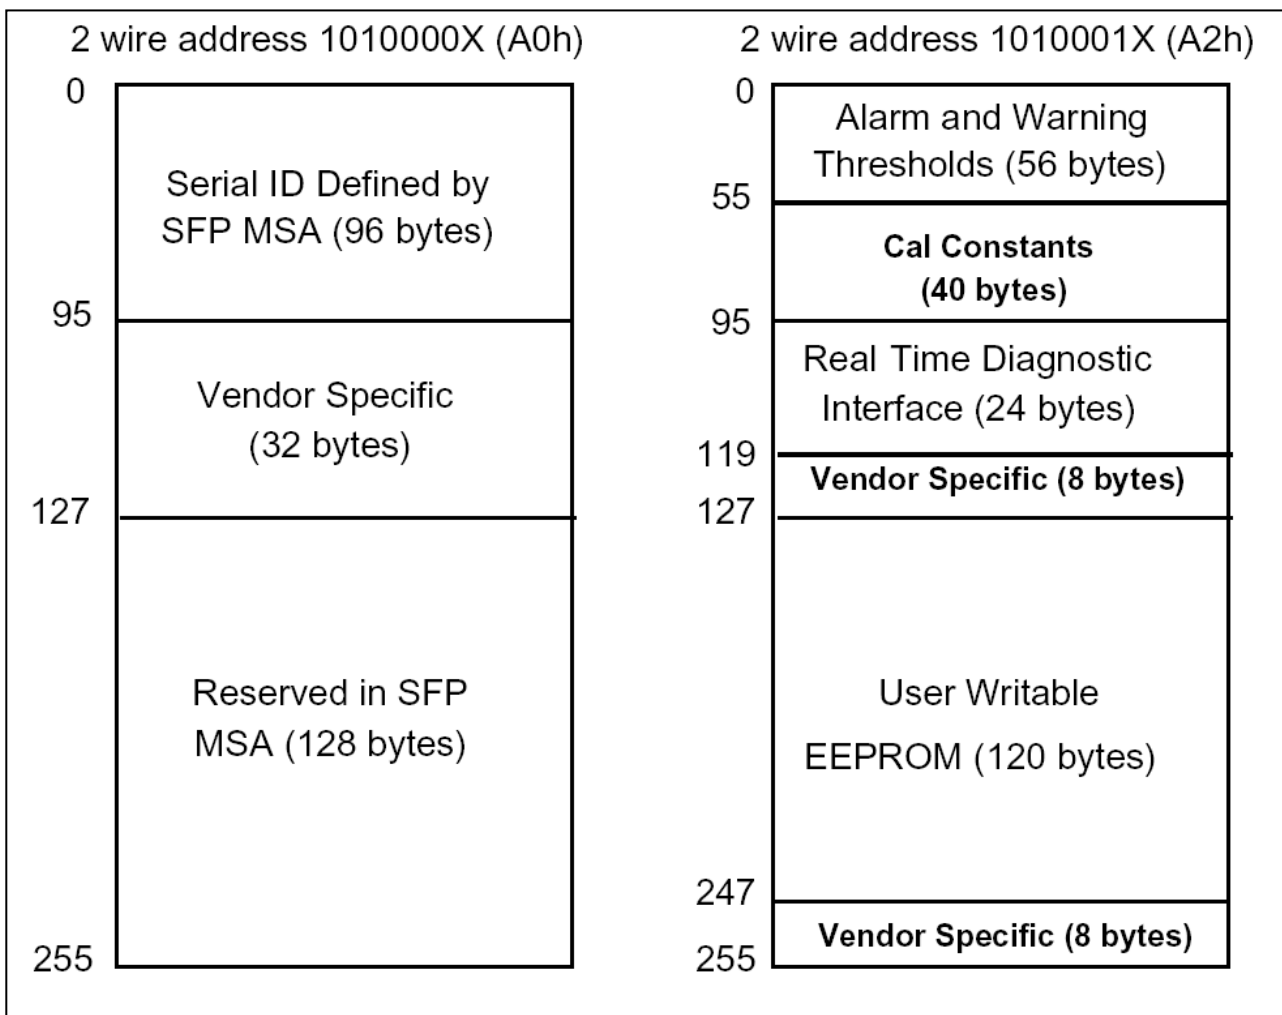 2 wire address 1010000X (A0h)
0
Serial ID Defined by
SFP MSA (96 bytes)
95
Vendor Specific
(32 bytes)
127
Reserved in SFP
MSA (128 bytes)
255
2 wire address 1010001X (A2h)
0
Alarm and Warning
Thresholds (56 bytes)
55
Cal Constants
(40 bytes)
95
Real Time Diagnostic
Interface (24 bytes)
119
Vendor Specific (8 bytes)
127
User Writable
EEPROM (120 bytes)
247
Vendor Specific (8 bytes)
255